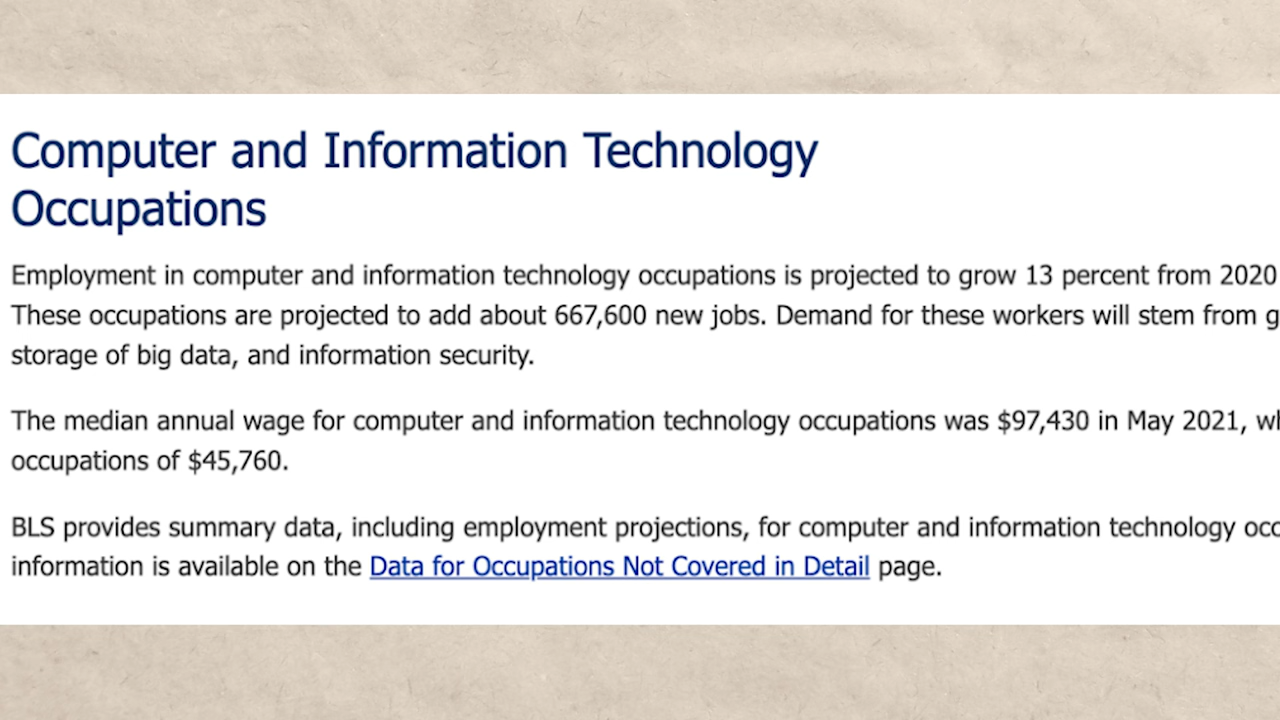 Computer and Information Technology
Occupations
Employment in computer and information technology occupations is projected to grow 13 percent from 2020
These occupations are projected to add about 667,600 new jobs. Demand for these workers will stem from
storage of big data, and information security.
The median annual wage for computer and information technology occupations was $97,430 in May 2021,
occupations of $45,760.
BLS provides summary data, including employment projections, for computer and information technology
information is available on the Data for Occupations Not Covered in Detail page.